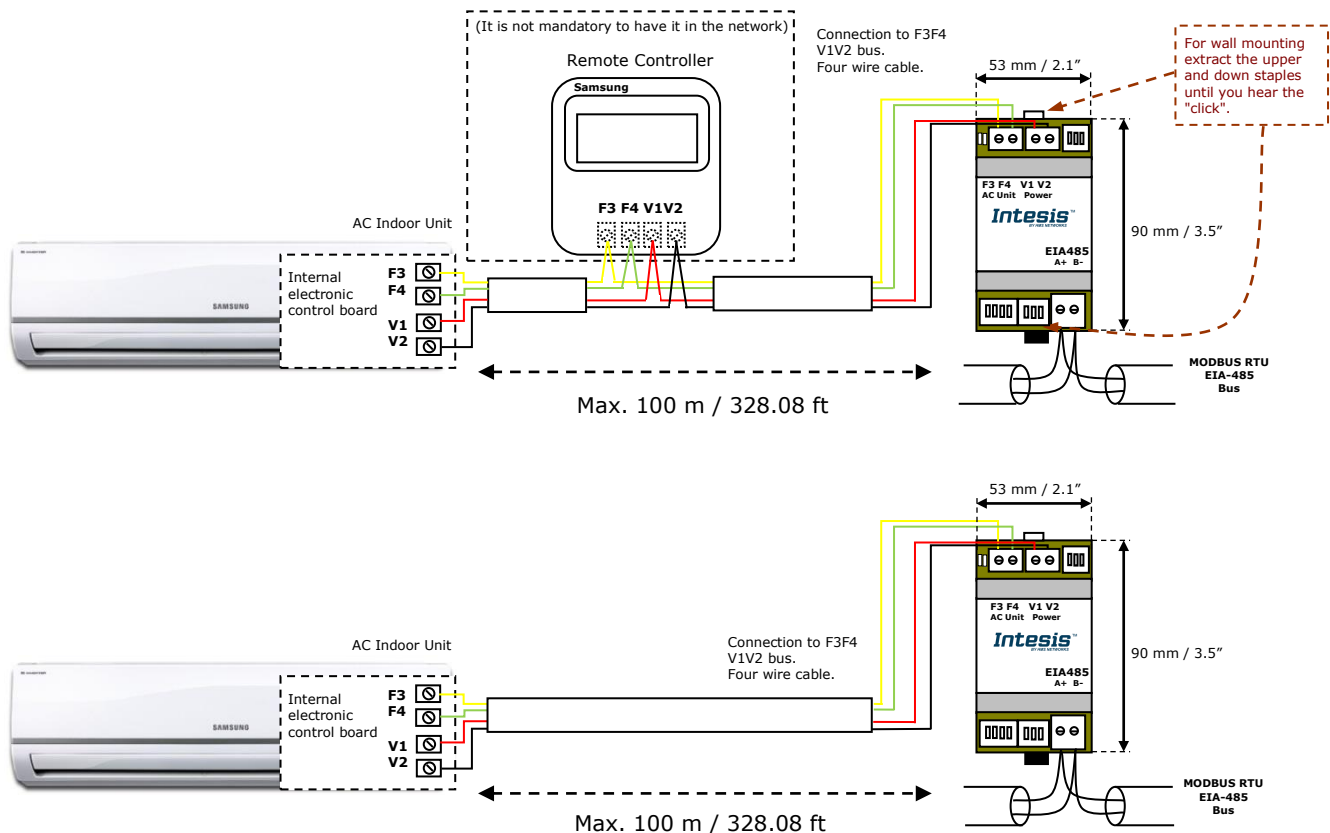 (It is not mandatory to have it in the network)
Remote Controller
Samsung
F3 F4 V1V2
Connection to F3F4
V1V2 bus.
Four wire cable.
53 mm / 2.1”
For wall mounting
extract the upper
and down staples
until you hear the
"click".
AC Indoor Unit
SAMSUNG
Internal
electronic
control board
F3
F4
V1
V2
F3 F4 V1 V2
AC Unit Power
Intesis™
BY HMS NETWORKS
EIA485
A+ B-
90 mm / 3.5”
MODBUS RTU
EIA-485
Bus
Max. 100 m / 328.08 ft
53 mm / 2.1”
AC Indoor Unit
SAMSUNG
Internal
electronic
control board
F3
F4
V1
V2
Connection to F3F4
V1V2 bus.
Four wire cable.
F3 F4 V1 V2
AC Unit Power
Intesis™
BY HMS NETWORKS
EIA485
A+ B-
90 mm / 3.5”
MODBUS RTU
EIA-485
Bus
Max. 100 m / 328.08 ft